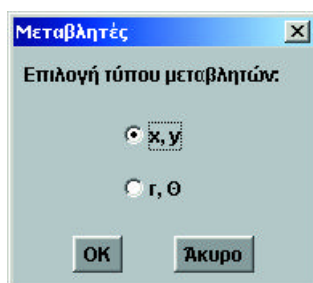 Μεταβλητές
Επιλογή τύπου μεταβλητών:
x, y
r, Θ
OK
Άκυρο